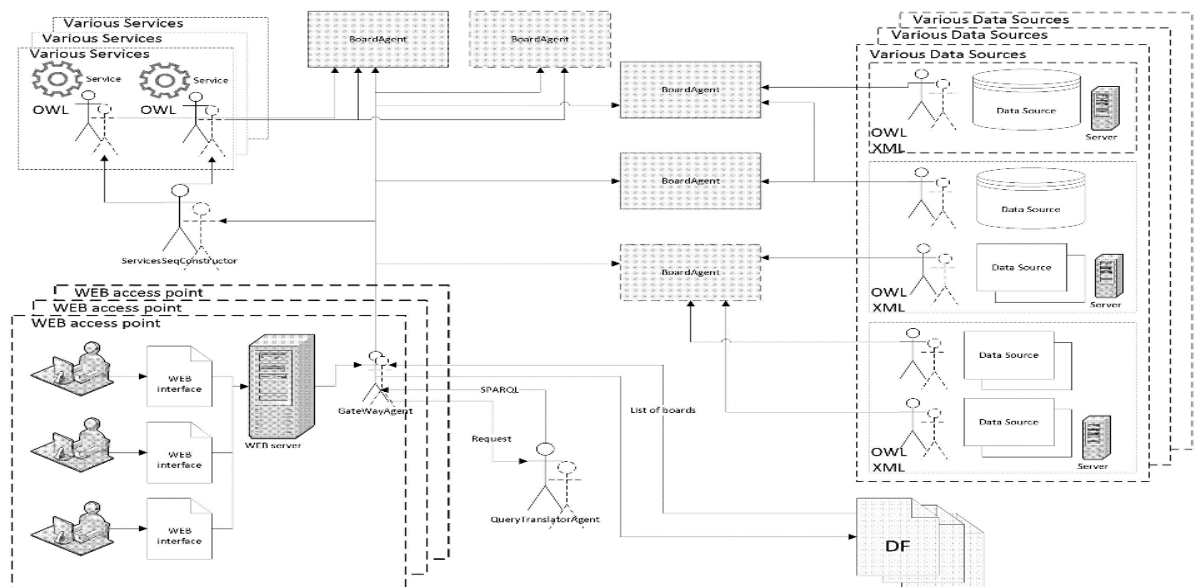 Various Services
Various Services
Various Services
Service
Service
OWL
OWL
ServicesSeqConstructor
BoardAgent
BoardAgent
BoardAgent
BoardAgent
BoardAgent
Various Data Sources
Various Data Sources
Various Data Sources
Data Source
Server
OWL
XML
Data Source
Data Source
Server
OWL
XML
Data Source
Data Source
Server
OWL
XML
WEB access point
WEB access point
WEB access point
WEB
interface
WEB
interface
WEB
interface
WEB server
GateWayAgent
SPARQL
Request
QueryTranslatorAgent
List of boards
DF